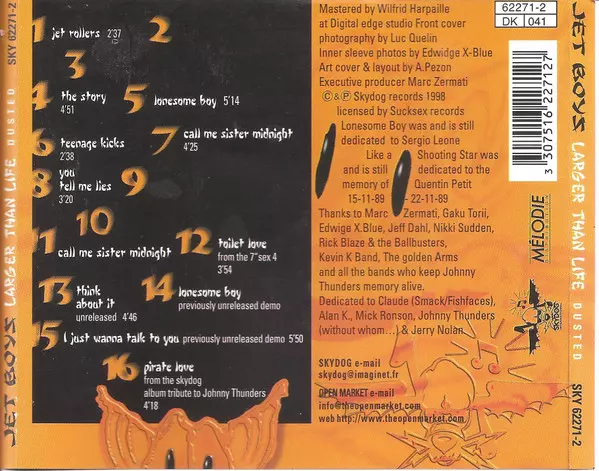 SKY 62271-2
JET BOYS LARGER THAN LIFE DUSTED
1 jet rollers 2'37
2
3
4 the story
4'51
5 lonesome boy 5'14
6 teenage kicks
2'38
7 call me sister midnight
4'25
8 you
tell me lies
3'20
9
10
11 call me sister midnight
12 toilet love
from the 7"sex 4
3'54
13 think
about it
unreleased 4'46
14 lonesome boy
previously unreleased demo
15 I just wanna talk to you previously unreleased demo 5'50
16 pirate love
from the skydog
album tribute to Johnny Thunders
4'18
Mastered by Wilfrid Harpaille
at Digital edge studio Front cover
photography by Luc Quelin
Inner sleeve photos by Edwidge X-Blue
Art cover & layout by A.Pezon
Executive producer Marc Zermati
©&℗ Skydog records 1998
licensed by Sucksex records
Lonesome Boy was and is still
dedicated to Sergio Leone
Like a Shooting Star was
and is still dedicated to the
memory of Quentin Petit
15-11-89 22-11-89
Thanks to Marc Zermati, Gaku Torii,
Edwige X.Blue, Jeff Dahl, Nikki Sudden,
Rick Blaze & the Ballbusters,
Kevin K Band, The golden Arms
and all the bands who keep Johnny
Thunders memory alive.
Dedicated to Claude (Smack/Fishfaces),
Alan K., Mick Ronson, Johnny Thunders
(without whom...) & Jerry Nolan
SKYDOG e-mail
skydog@imaginet.fr
OPEN MARKET e-mail
info@theopenmarket.com
web http://www.theopenmarket.com
62271-2
DK 041
3 307516 227127
MÉLODIE
DISTRIBUTION
SKYDOG
JET BOYS LARGER THAN LIFE DUSTED
SKY 62271-2